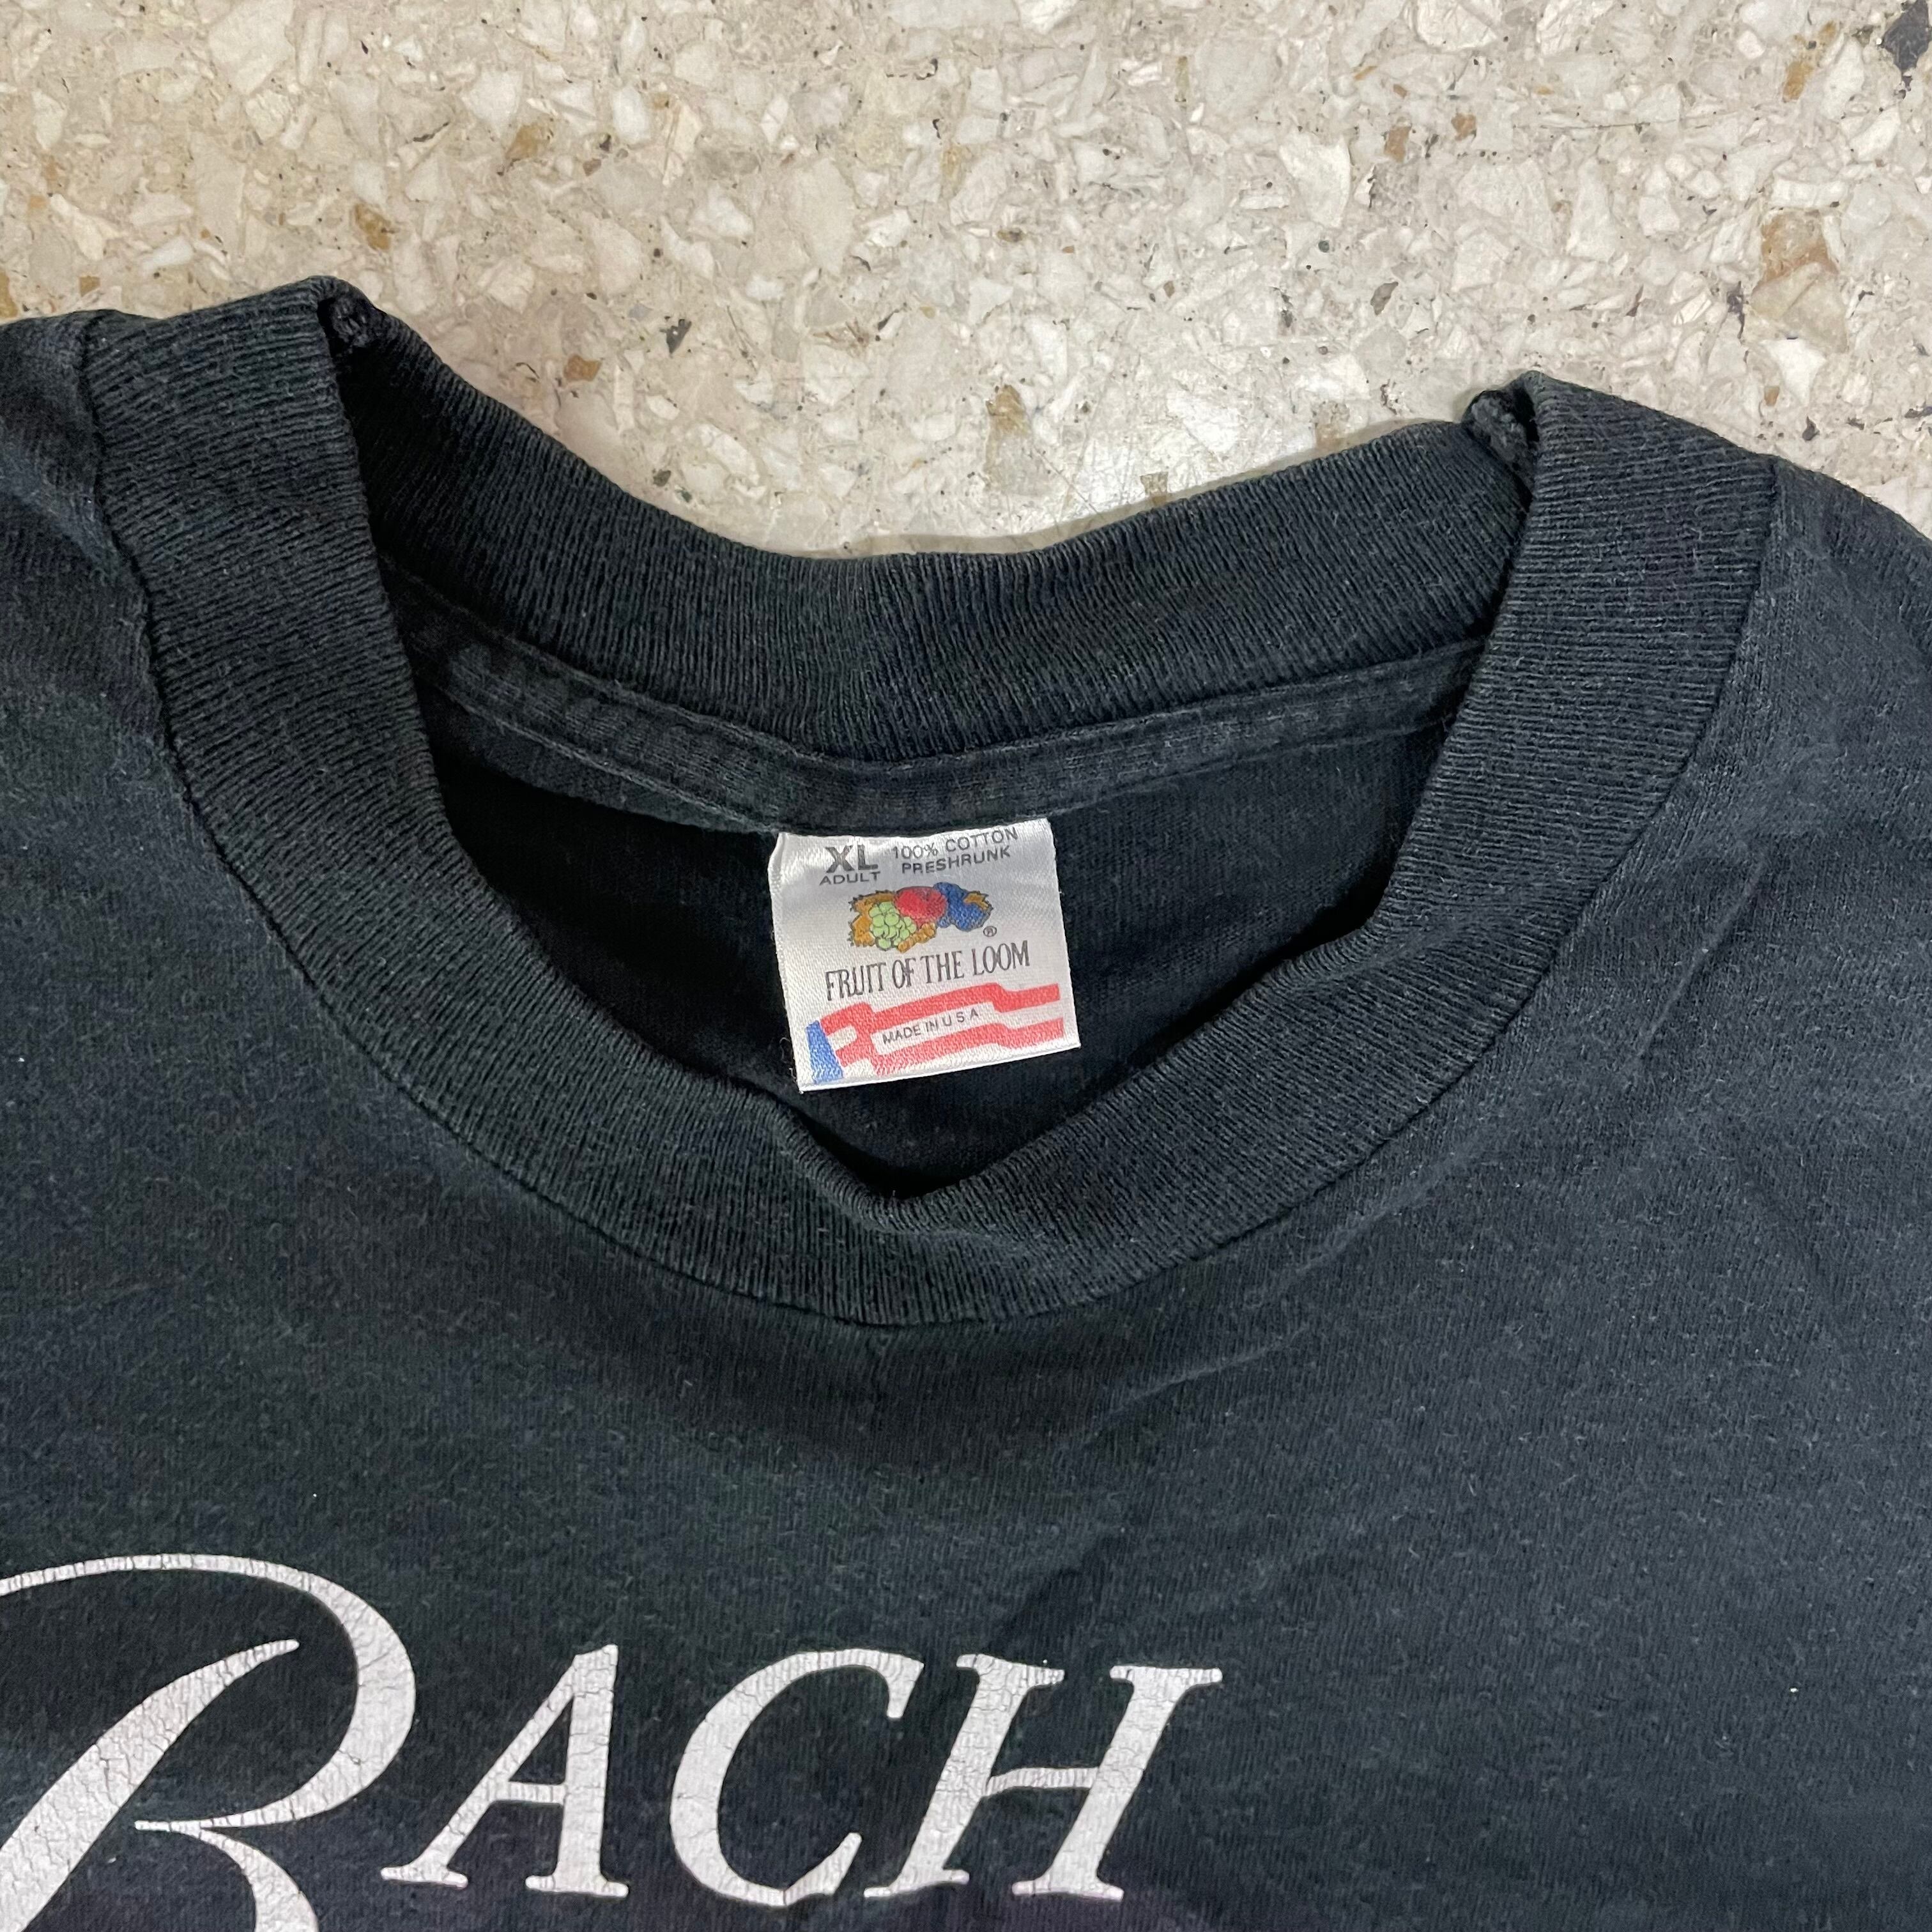 XL 100% COTTON
ADULT PRESHRUNK
®
FRUIT OF THE LOOM
MADE IN U S A
BACH